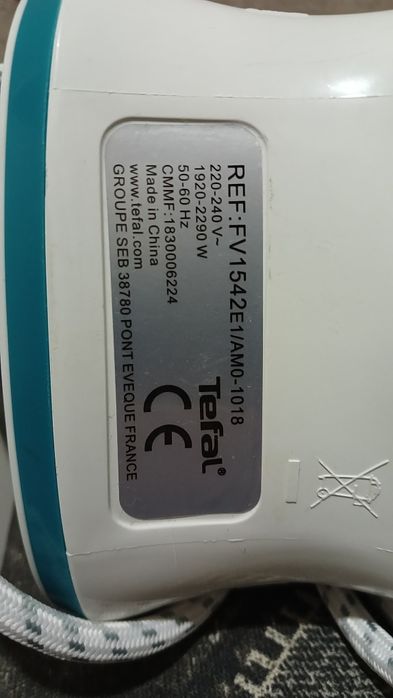 REF:FV1542E1/AM0-1018
220-240 V~
1920-2290 W
50-60 Hz
CMMF:1830006224
Made in China
www.tefal.com
GROUPE SEB 38780 PONT EVEQUE FRANCE
Tefal®
CE